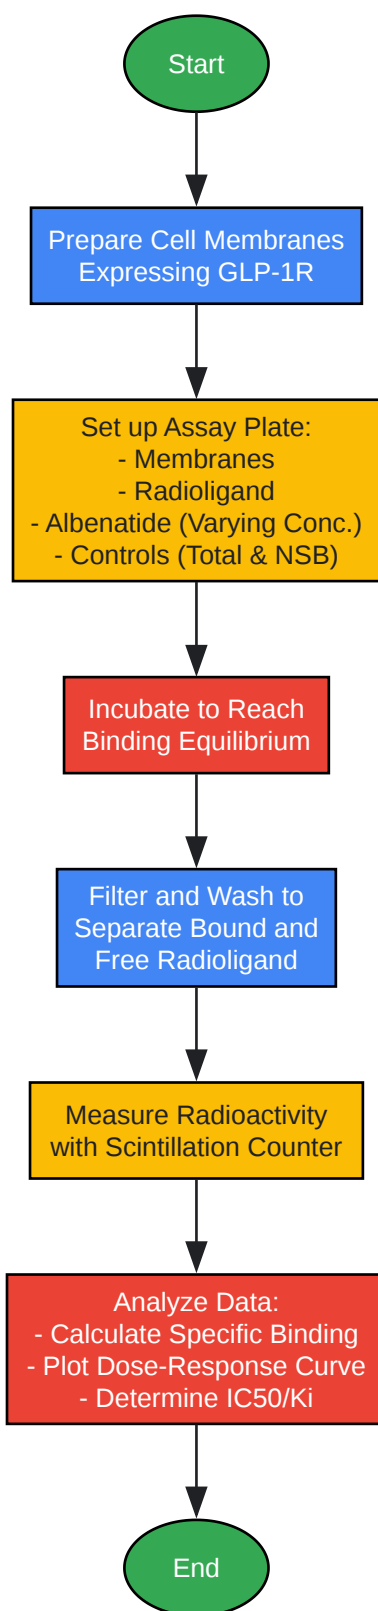 Start
Prepare Cell Membranes
Expressing GLP-1R
Set up Assay Plate:
- Membranes
- Radioligand
- Albenatide (Varying Conc.)
- Controls (Total & NSB)
Incubate to Reach
Binding Equilibrium
Filter and Wash to
Separate Bound and
Free Radioligand
Measure Radioactivity
with Scintillation Counter
Analyze Data:
- Calculate Specific Binding
- Plot Dose-Response Curve
- Determine IC50/Ki
End